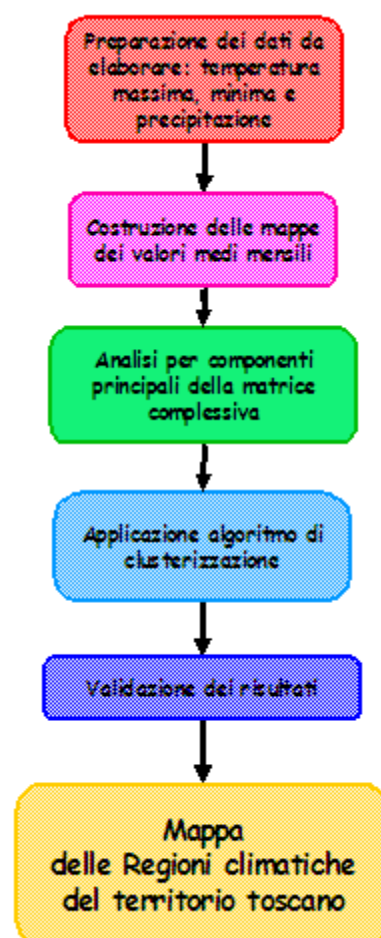 Preparazione dei dati da
elaborare: temperatura
massima, minima e
precipitazione
Costruzione delle mappe
dei valori medi mensili
Analisi per componenti
principali della matrice
complessiva
Applicazione algoritmo di
clusterizzazione
Validazione dei risultati
Mappa
delle Regioni climatiche
del territorio toscano